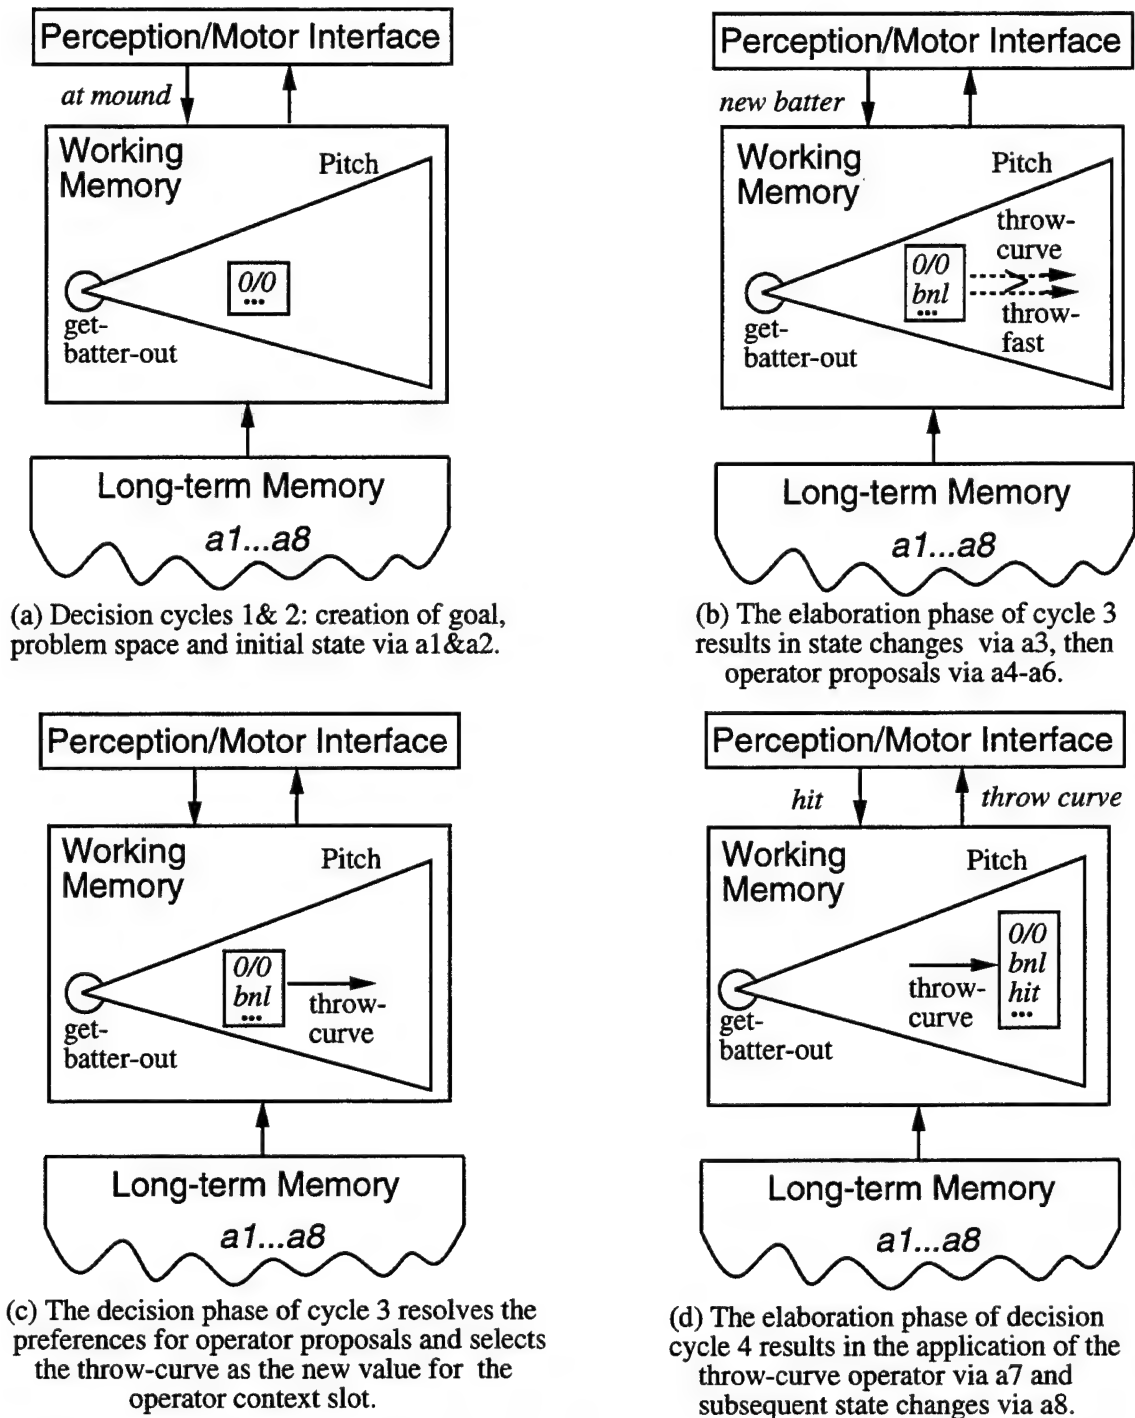 Perception/Motor Interface
at mound
Working
Memory
Pitch
0/0
...
get-
batter-out
Long-term Memory
a1...a8
(a) Decision cycles 1& 2: creation of goal,
problem space and initial state via a1&a2.
Perception/Motor Interface
new batter
Working
Memory
Pitch
throw-
curve
0/0
bnl
...
>
throw-
fast
get-
batter-out
Long-term Memory
a1...a8
(b) The elaboration phase of cycle 3
results in state changes via a3, then
operator proposals via a4-a6.
Perception/Motor Interface
Working
Memory
Pitch
0/0
bnl
...
throw-
curve
get-
batter-out
Long-term Memory
a1...a8
(c) The decision phase of cycle 3 resolves the
preferences for operator proposals and selects
the throw-curve as the new value for the
operator context slot.
Perception/Motor Interface
hit
throw curve
Working
Memory
Pitch
0/0
bnl
hit
...
throw-
curve
get-
batter-out
Long-term Memory
a1...a8
(d) The elaboration phase of decision
cycle 4 results in the application of the
throw-curve operator via a7 and
subsequent state changes via a8.